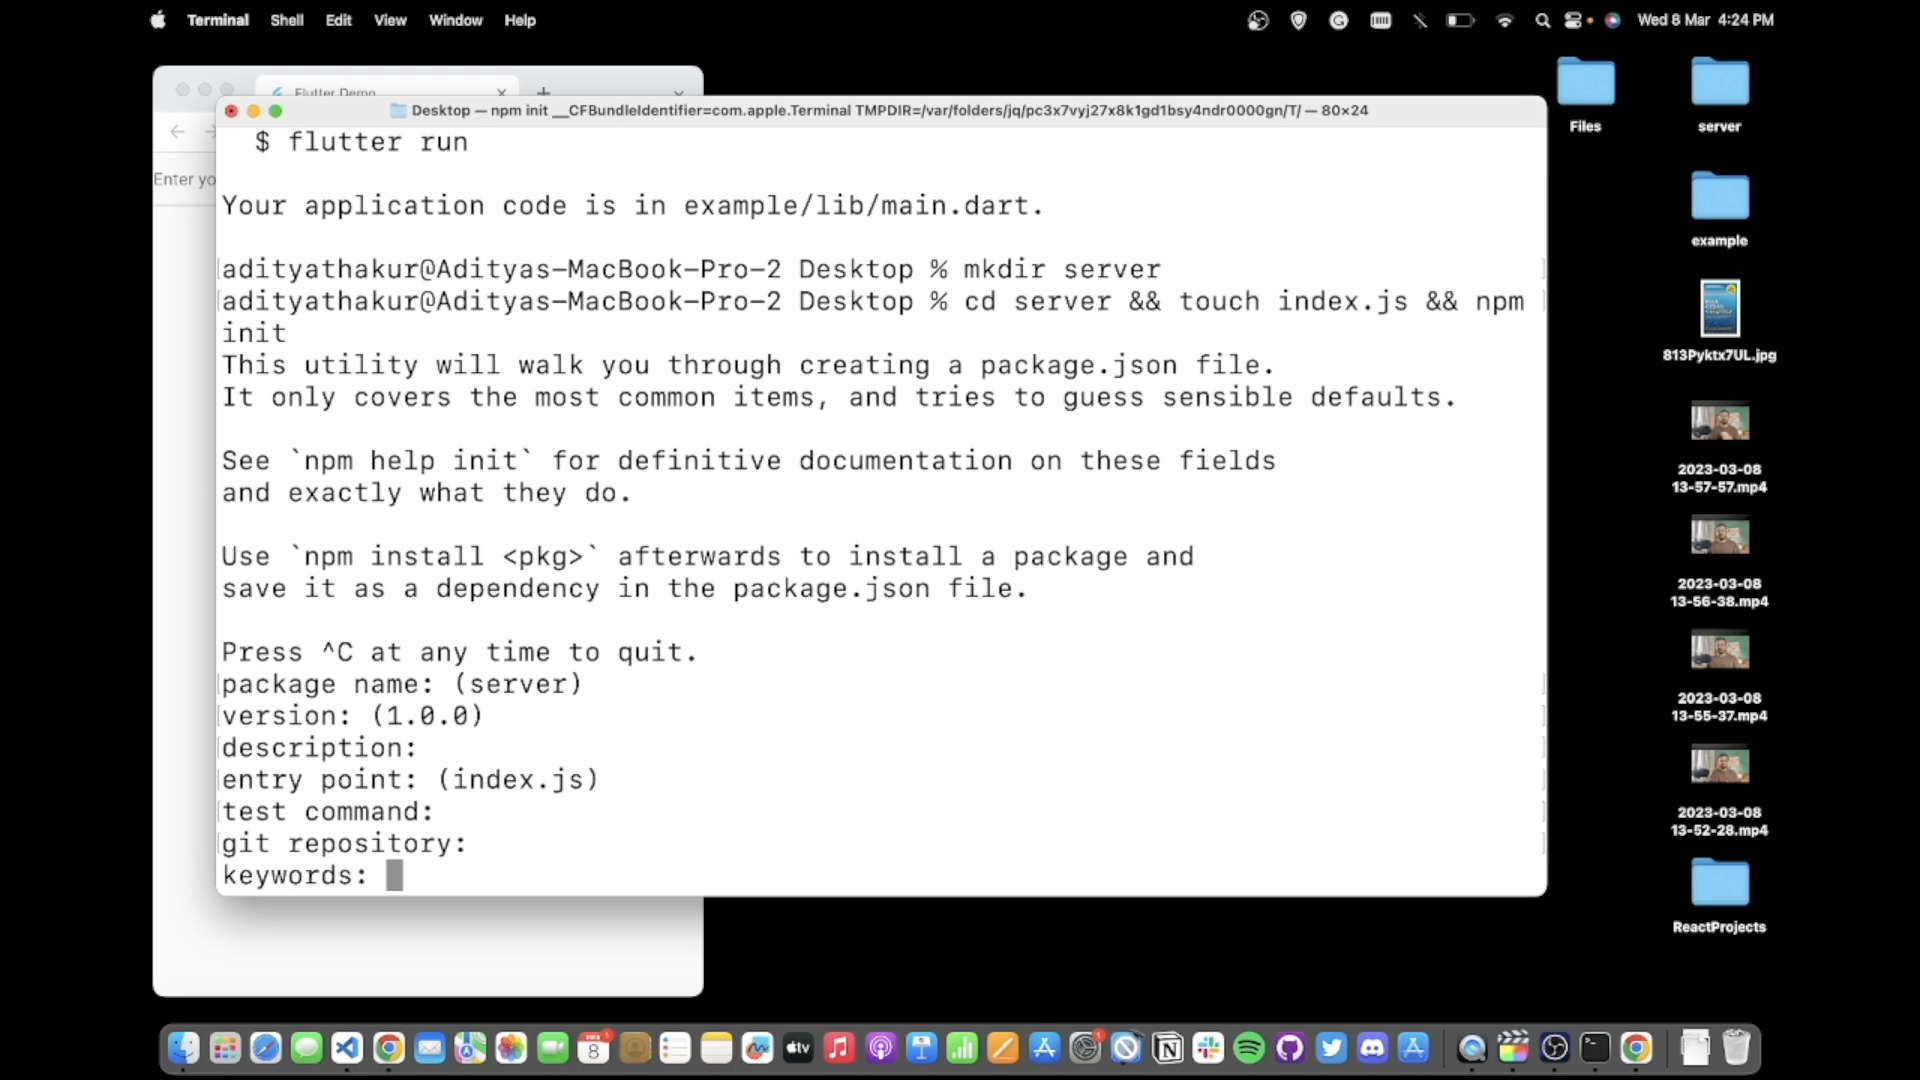 Terminal Shell Edit View Window Help Wed 8 Mar 4:24 PM
Flutter Demo
Desktop — npm init __CFBundleIdentifier=com.apple.Terminal TMPDIR=/var/folders/jq/pc3x7vyj27x8k1gd1bsy4ndr0000gn/T/ — 80×24
Enter yo
$ flutter run
Your application code is in example/lib/main.dart.
adityathakur@Adityas-MacBook-Pro-2 Desktop % mkdir server
adityathakur@Adityas-MacBook-Pro-2 Desktop % cd server && touch index.js && npm
init
This utility will walk you through creating a package.json file.
It only covers the most common items, and tries to guess sensible defaults.
See `npm help init` for definitive documentation on these fields
and exactly what they do.
Use `npm install <pkg>` afterwards to install a package and
save it as a dependency in the package.json file.
Press ^C at any time to quit.
package name: (server)
version: (1.0.0)
description:
entry point: (index.js)
test command:
git repository:
keywords:
Files
server
example
813Pyktx7UL.jpg
2023-03-08
13-57-57.mp4
2023-03-08
13-56-38.mp4
2023-03-08
13-55-37.mp4
2023-03-08
13-52-28.mp4
ReactProjects
8
tv